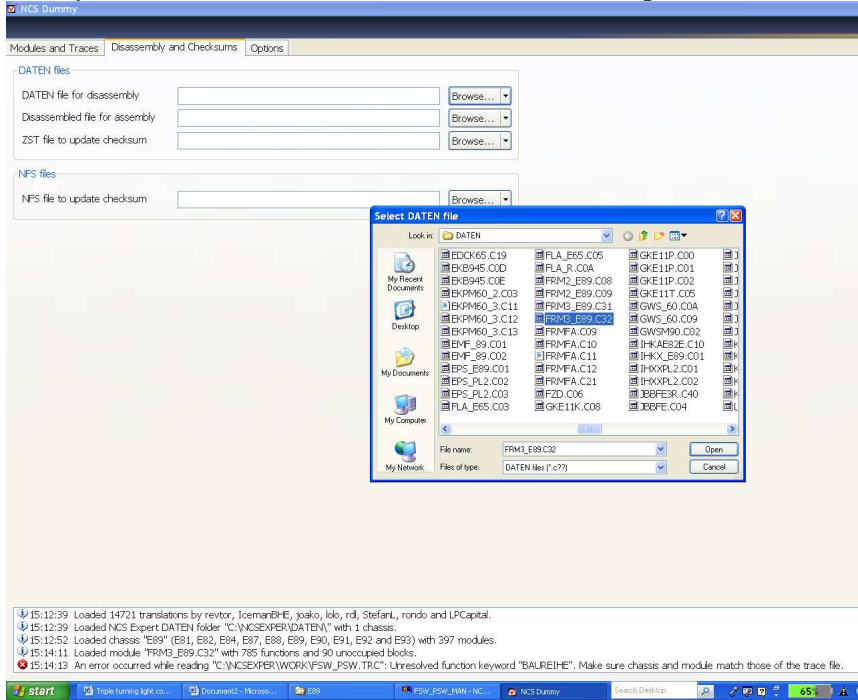 NCS Dummy
Modules and Traces Disassembly and Checksums Options
DATEN files
DATEN file for disassembly Browse...
Disassembled file for assembly Browse...
ZST file to update checksum Browse...
NFS files
NFS file to update checksum Browse...
Select DATEN file
Look in: DATEN
My Recent Documents
Desktop
My Documents
My Computer
My Network
EDCK65.C19 FLA_E65.C05 GKE11P.C00
EKB945.C0D FLA_R.C0A GKE11P.C01
EKB945.C0E FRM2_E89.C08 GKE11P.C02
EKPM60_2.C03 FRM2_E89.C09 GKE11T.C05
EKPM60_3.C11 FRM3_E89.C31 GWS_60.C0A
EKPM60_3.C12 FRM3_E89.C32 GWS_60.C09
EKPM60_3.C13 FRMFA.C09 GWSM90.C02
EMF_89.C01 FRMFA.C10 IHKAE82E.C10
EMF_89.C02 FRMFA.C11 IHKX_E89.C01
EPS_E89.C01 FRMFA.C12 IHXXPL2.C01
EPS_PL2.C02 FRMFA.C21 IHXXPL2.C02
EPS_PL2.C03 FZD.C06 JBBFE3R.C40
FLA_E65.C03 GKE11K.C08 JBBFE.C04
File name: FRM3_E89.C32 Open
Files of type: DATEN files (*.c??) Cancel
15:12:39 Loaded 14721 translations by revtor, IcemanBHE, joako, lolo, rdl, StefanL, rondo and LPCapital.
15:12:39 Loaded NCS Expert DATEN folder "C:\NCSEXPER\DATEN\" with 1 chassis.
15:12:52 Loaded chassis "E89" (E81, E82, E84, E87, E88, E89, E90, E91, E92 and E93) with 397 modules.
15:14:11 Loaded module "FRM3_E89.C32" with 785 functions and 90 unoccupied blocks.
15:14:13 An error occurred while reading "C:\NCSEXPER\WORK\FSW_PSW.TRC": Unresolved function keyword "BAUREIHE". Make sure chassis and module match those of the trace file.
start Triple turning light co... Document2 - Microso... E89 FSW_PSW_MAN - NC... NCS Dummy Search Desktop 65%